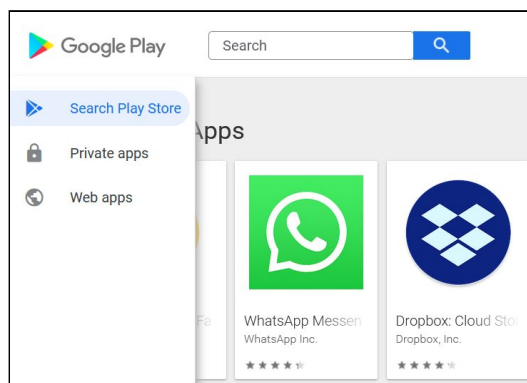 Google Play
Search
Search Play Store
Private apps
Web apps
Apps
Fa
WhatsApp Messen
WhatsApp Inc.
Dropbox: Cloud Sto
Dropbox, Inc.